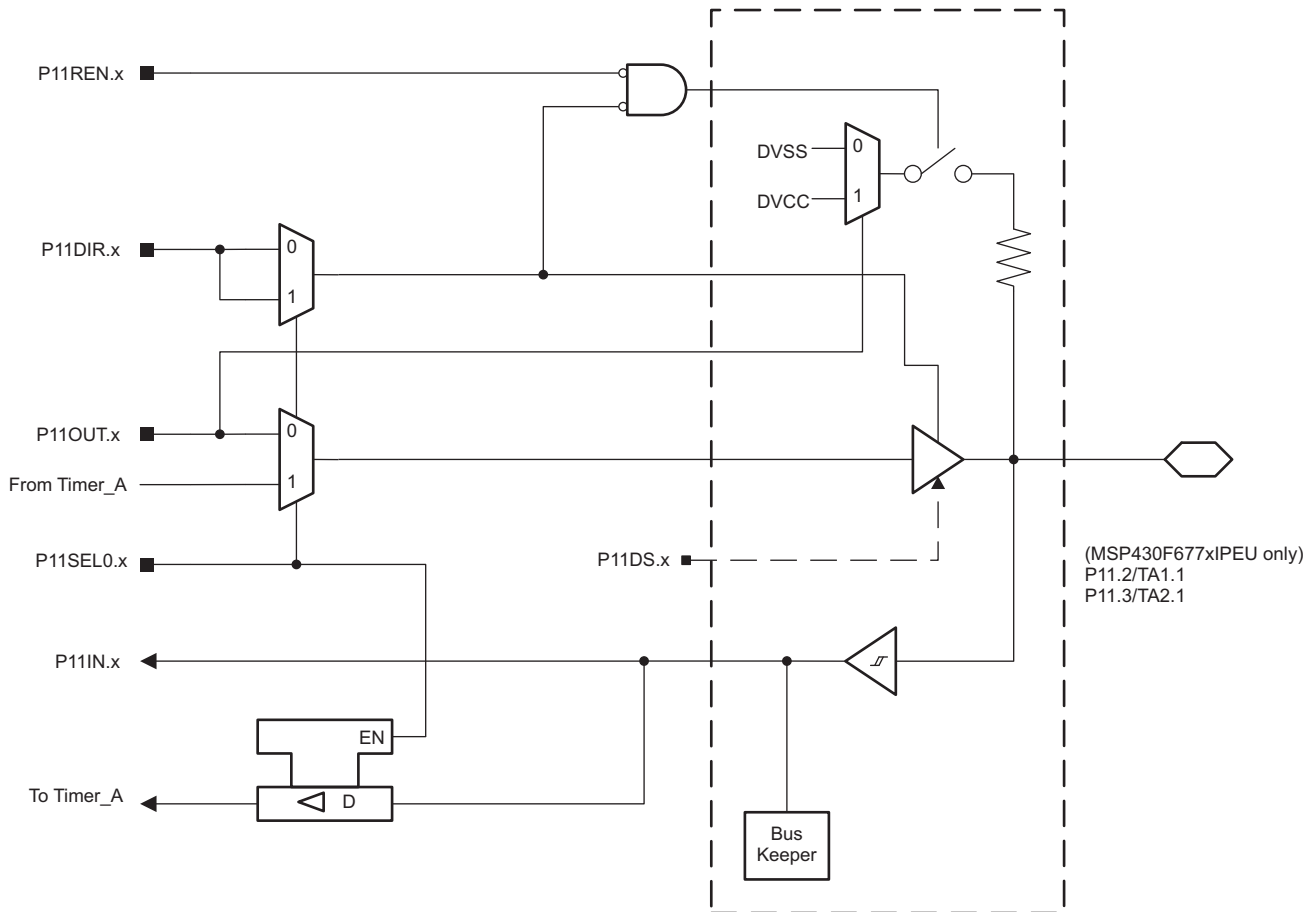 P11REN.x
DVSS
0
DVCC
1
P11DIR.x
0
1
P11OUT.x
0
From Timer_A
1
P11SEL0.x
P11DS.x
(MSP430F677xIPEU only)
P11.2/TA1.1
P11.3/TA2.1
P11IN.x
EN
To Timer_A
D
Bus
Keeper